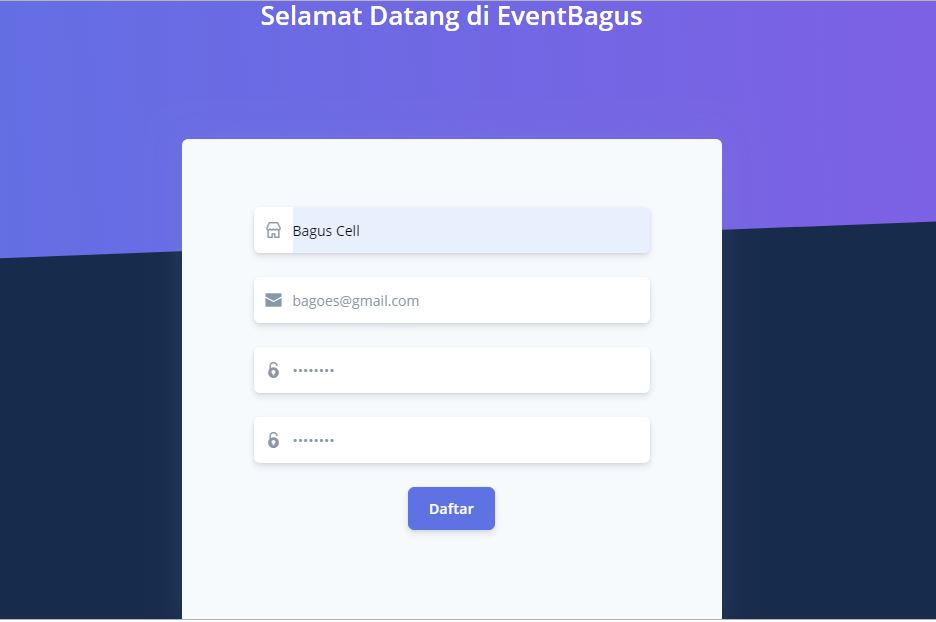 Selamat Datang di EventBagus
Bagus Cell
bagoes@gmail.com
••••••••
••••••••
Daftar